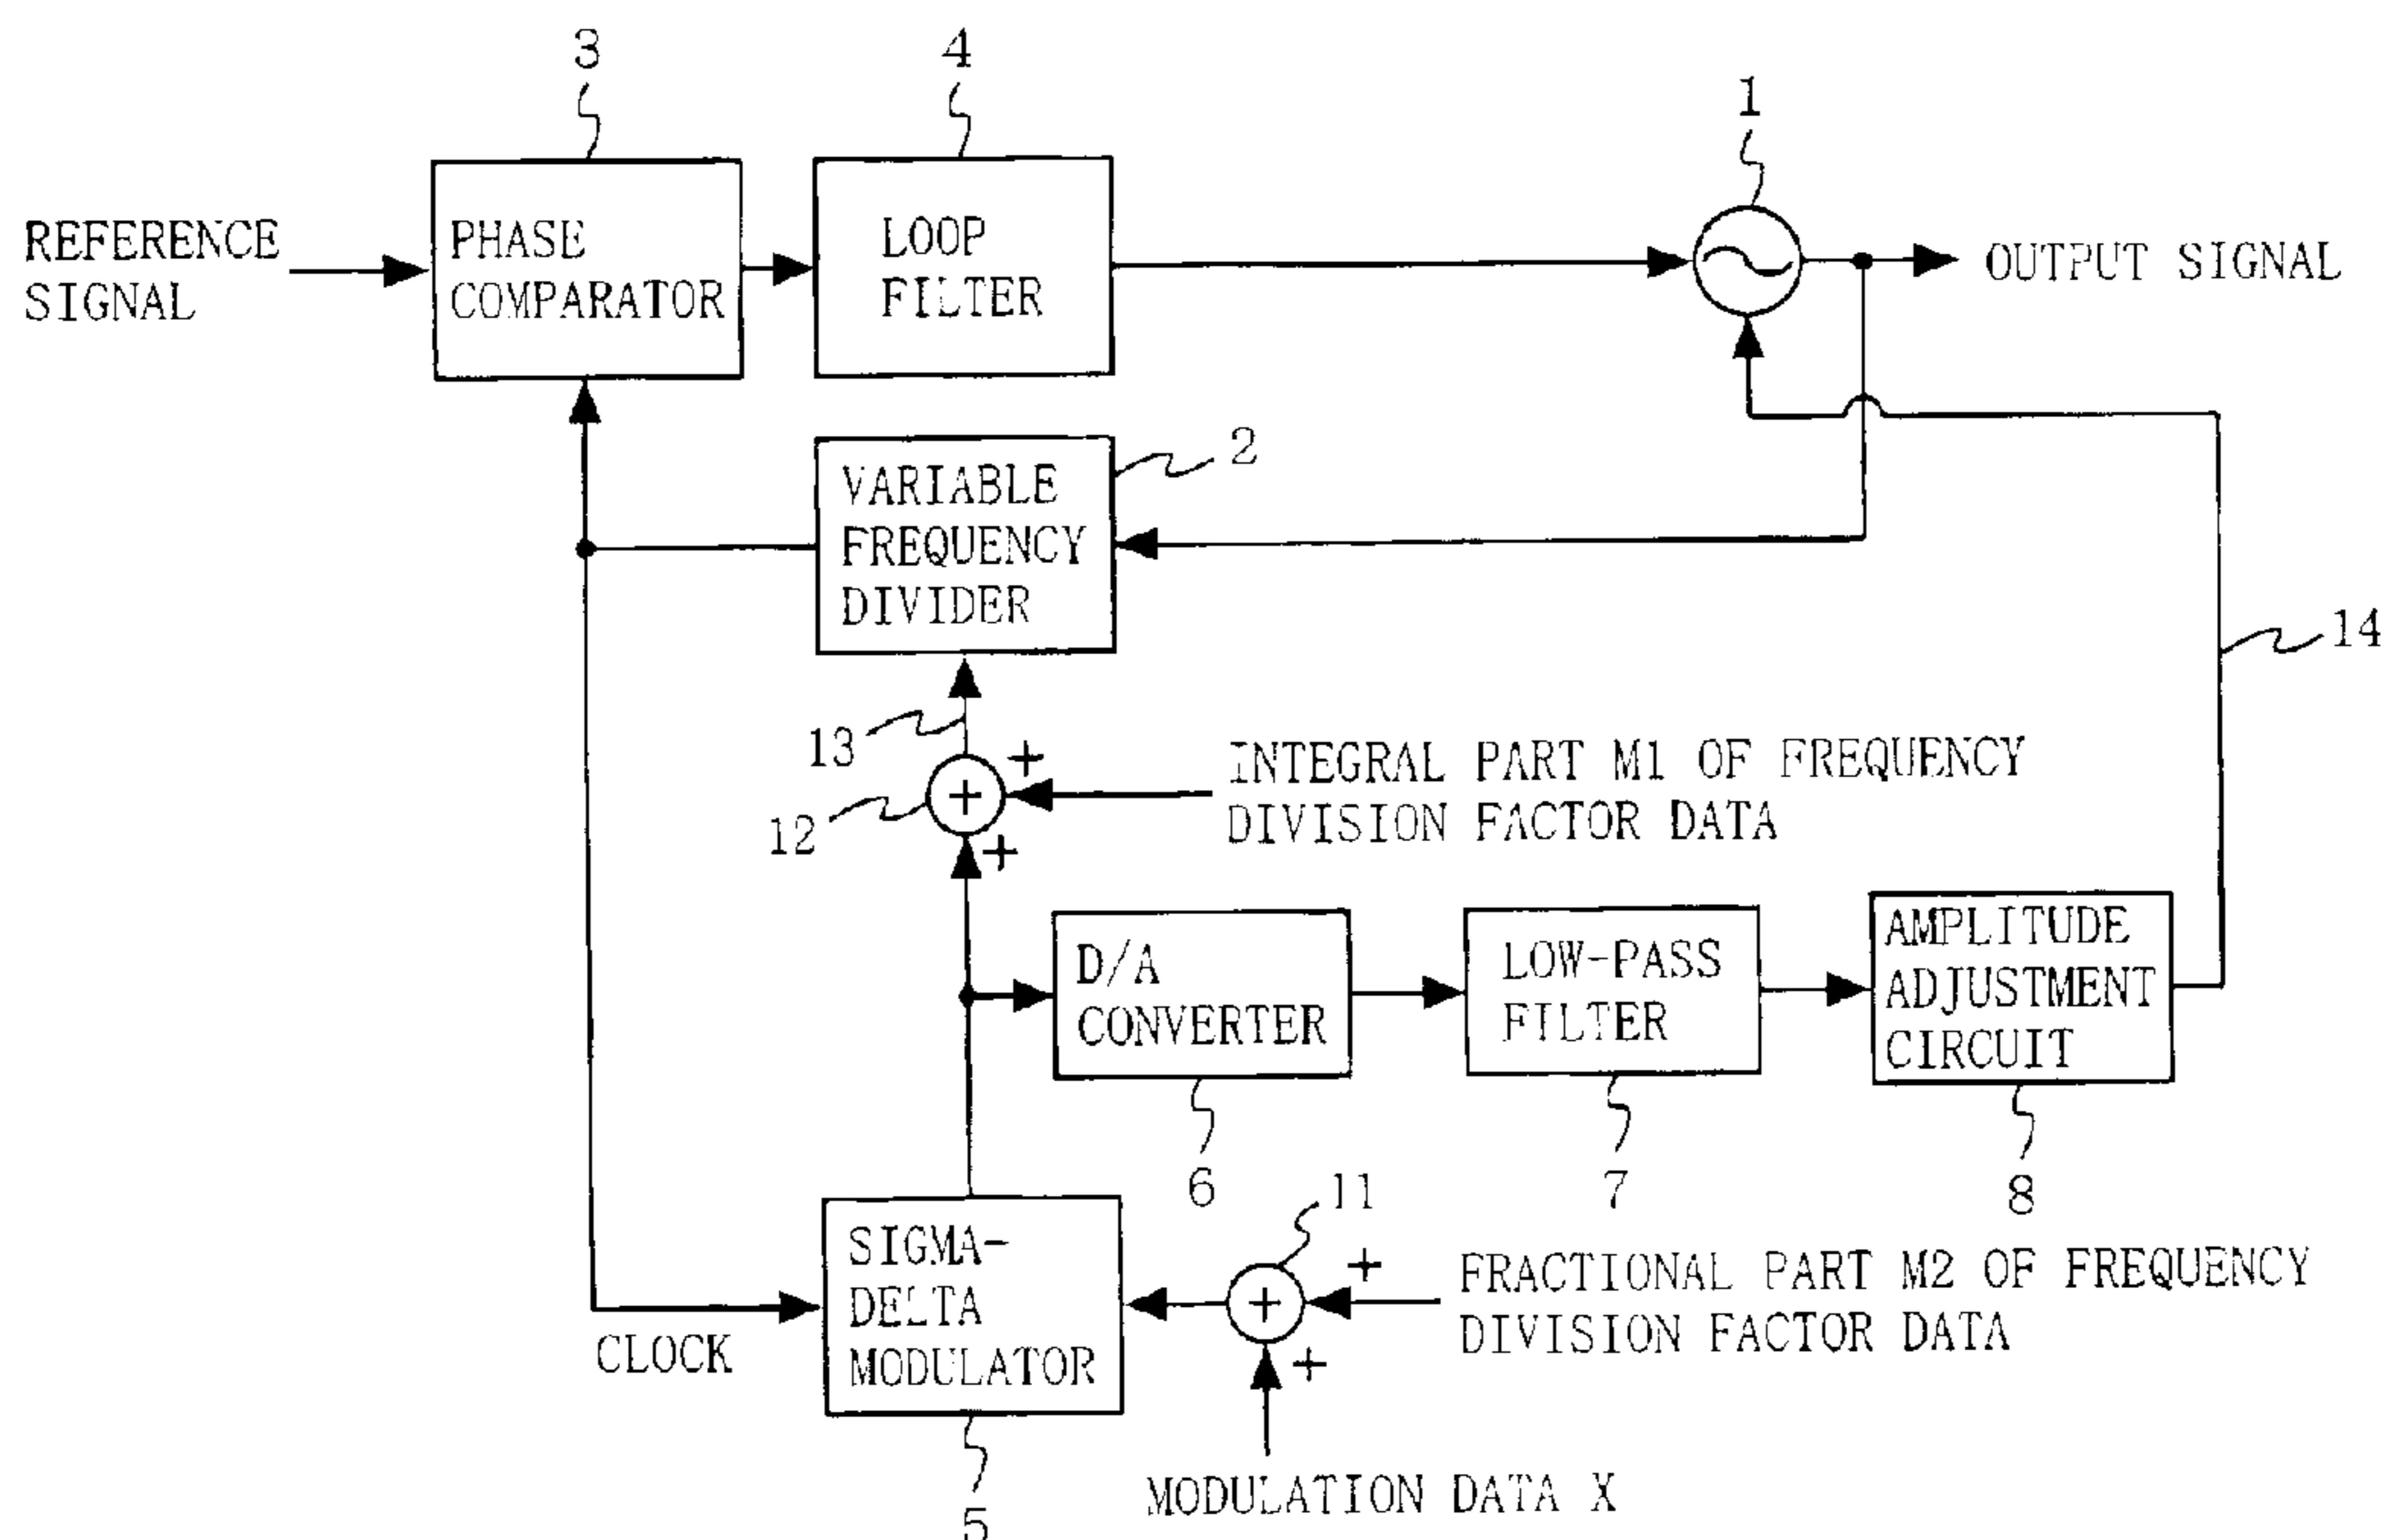 3
4
1
REFERENCE
SIGNAL
PHASE
COMPARATOR
LOOP
FILTER
OUTPUT SIGNAL
VARIABLE
FREQUENCY
DIVIDER
2
14
13
+
12
+
+
INTEGRAL PART M1 OF FREQUENCY
DIVISION FACTOR DATA
D/A
CONVERTER
LOW-PASS
FILTER
AMPLITUDE
ADJUSTMENT
CIRCUIT
6
7
8
11
SIGMA-
DELTA
MODULATOR
CLOCK
+
+
+
FRACTIONAL PART M2 OF FREQUENCY
DIVISION FACTOR DATA
5
MODULATION DATA X